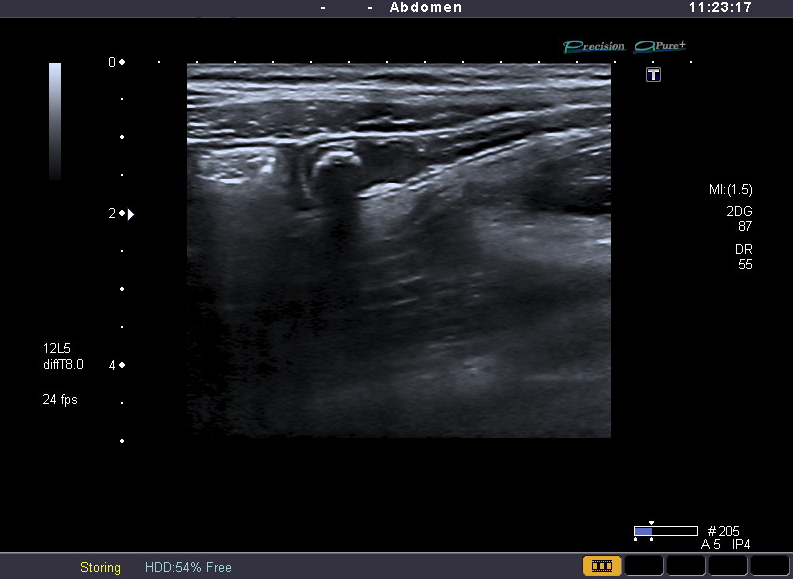 - - Abdomen 11:23:17
Precision APure+
T
0
2
4
MI:(1.5)
2DG
87
DR
55
12L5
diffT8.0
24 fps
#205
A 5 IP4
Storing HDD:54% Free